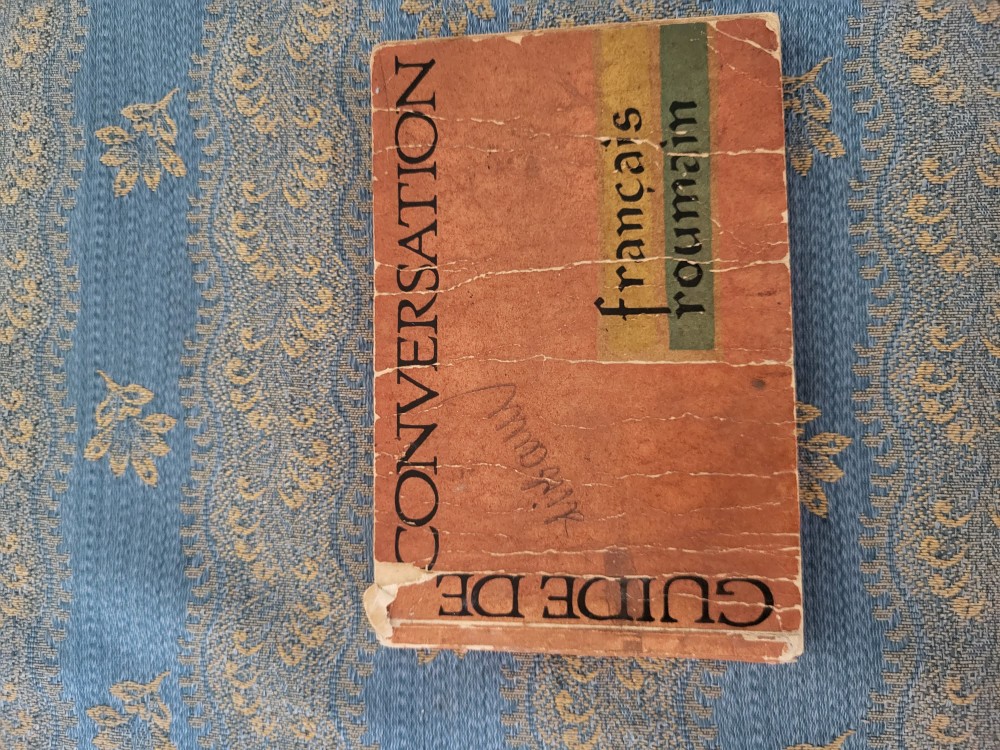 GUIDE DE
CONVERSATION
français
roumain